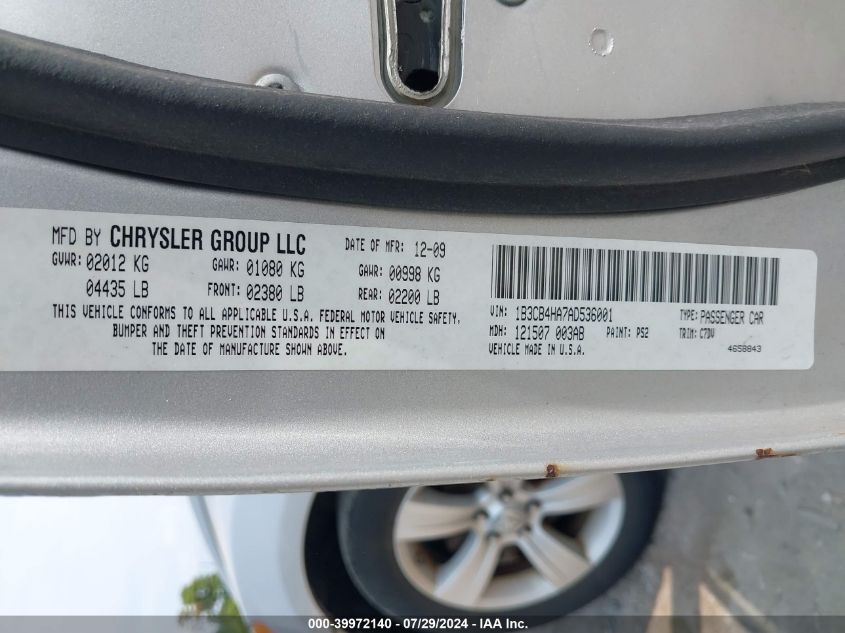 MFD BY CHRYSLER GROUP LLC DATE OF MFR: 12-09
GVWR: 02012 KG GAWR: 01080 KG GAWR: 00998 KG
04435 LB FRONT: 02380 LB REAR: 02200 LB
THIS VEHICLE CONFORMS TO ALL APPLICABLE U.S.A. FEDERAL MOTOR VEHICLE SAFETY,
BUMPER AND THEFT PREVENTION STANDARDS IN EFFECT ON
THE DATE OF MANUFACTURE SHOWN ABOVE.
VIN: 1B3CB4HA7AD536001 TYPE: PASSENGER CAR
MDH: 121507 003AB PAINT: PS2 TRIM: C7DV
VEHICLE MADE IN U.S.A. 4658843
000-39972140 - 07/29/2024 - IAA Inc.